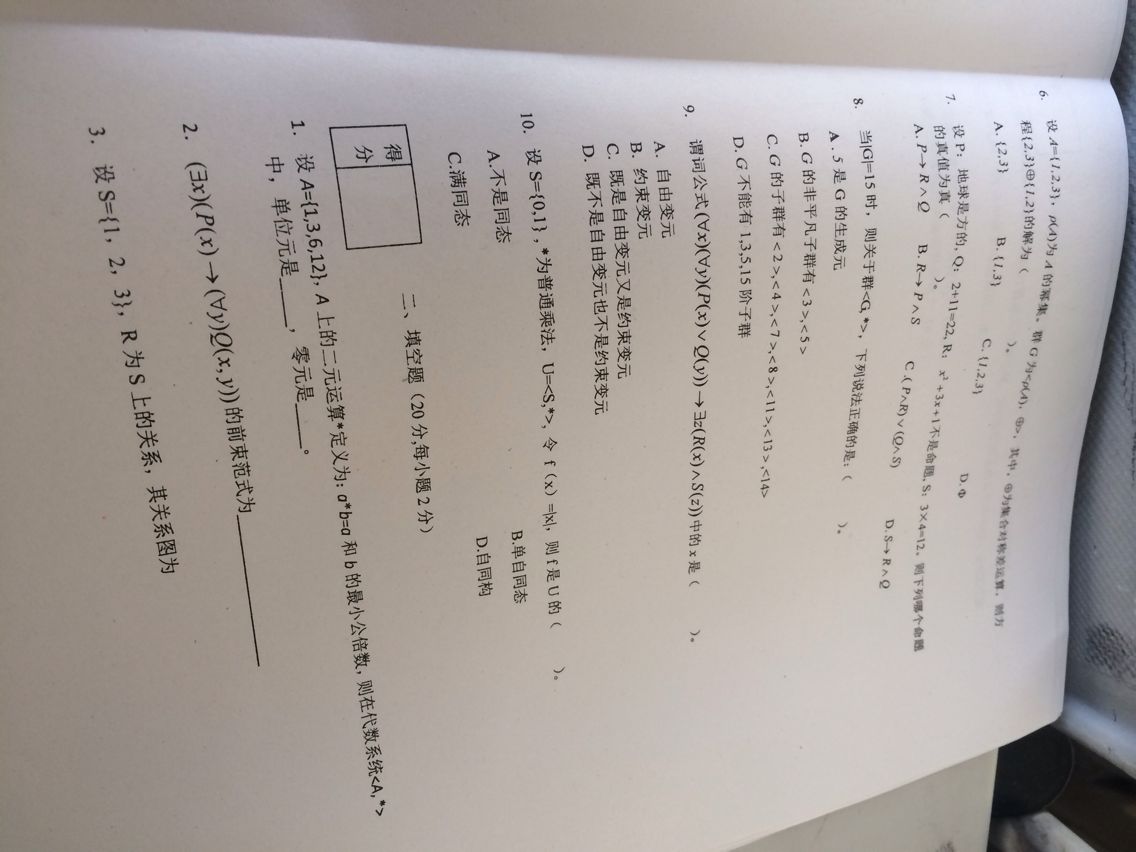 6. 设 A={1,2,3}，ρ(A)为 A 的幂集。群 G 为<ρ(A)，⊕>，其中，⊕为集合对称差运算，则方
程{2,3}⊕{1,2}的解为（ ）。
A. {2,3} B. {1,3} C. {1,2,3} D. Φ
7. 设 P：地球是方的, Q：2+11=22, R： x²+3x+1不是命题, S：3×4=12。则下列哪个命题
的真值为真（ ）。
A. P→R∧Q B. R→P∧S C. (P∧R)∨(Q∧S) D. S→R∧Q
8. 当|G|=15 时，则关于群<G, *>，下列说法正确的是:（ ）。
A. 5 是 G 的生成元
B. G 的非平凡子群有<3>,<5>
C. G 的子群有<2>,<4>,<7>,<8>,<11>,<13>,<14>
D. G 不能有 1,3,5,15 阶子群
9. 谓词公式(∀x)(∀y)(P(x)∨Q(y))→∃z(R(x)∧S(z))中的 x 是（ ）。
A. 自由变元
B. 约束变元
C. 既是自由变元又是约束变元
D. 既不是自由变元也不是约束变元
10. 设 S={0,1}，*为普通乘法，U=<S,*>, 令 f（x）=|x|，则 f 是 U 的（ ）。
A.不是同态 B.单自同态
C.满同态 D.自同构
得
分
二、填空题（20 分,每小题 2 分）
1. 设 A={1,3,6,12}，A 上的二元运算*定义为：a*b=a 和 b 的最小公倍数，则在代数系统<A, *>
中，单位元是____，零元是____。
2. (∃x)(P(x)→(∀y)Q(x,y))的前束范式为____________
3. 设 S={1，2，3}，R 为 S 上的关系，其关系图为